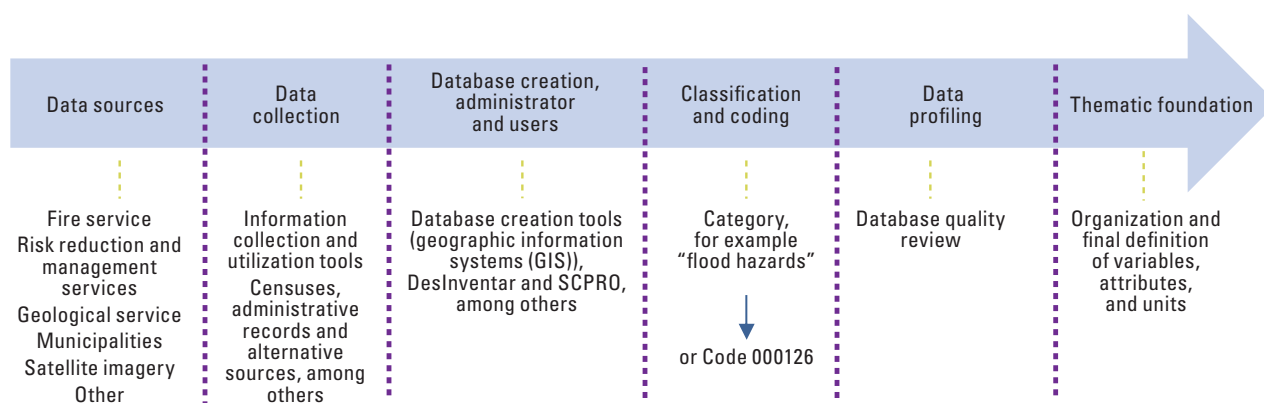 Data sources
Data
collection
Database creation,
administrator
and users
Classification
and coding
Data
profiling
Thematic foundation
Fire service
Risk reduction and
management
services
Geological service
Municipalities
Satellite imagery
Other
Information
collection and
utilization tools
Censuses,
administrative
records and
alternative
sources, among
others
Database creation tools
(geographic information
systems (GIS)),
DesInventar and SCPRO,
among others
Category,
for example
“flood hazards”
or Code 000126
Database quality
review
Organization and
final definition
of variables,
attributes,
and units